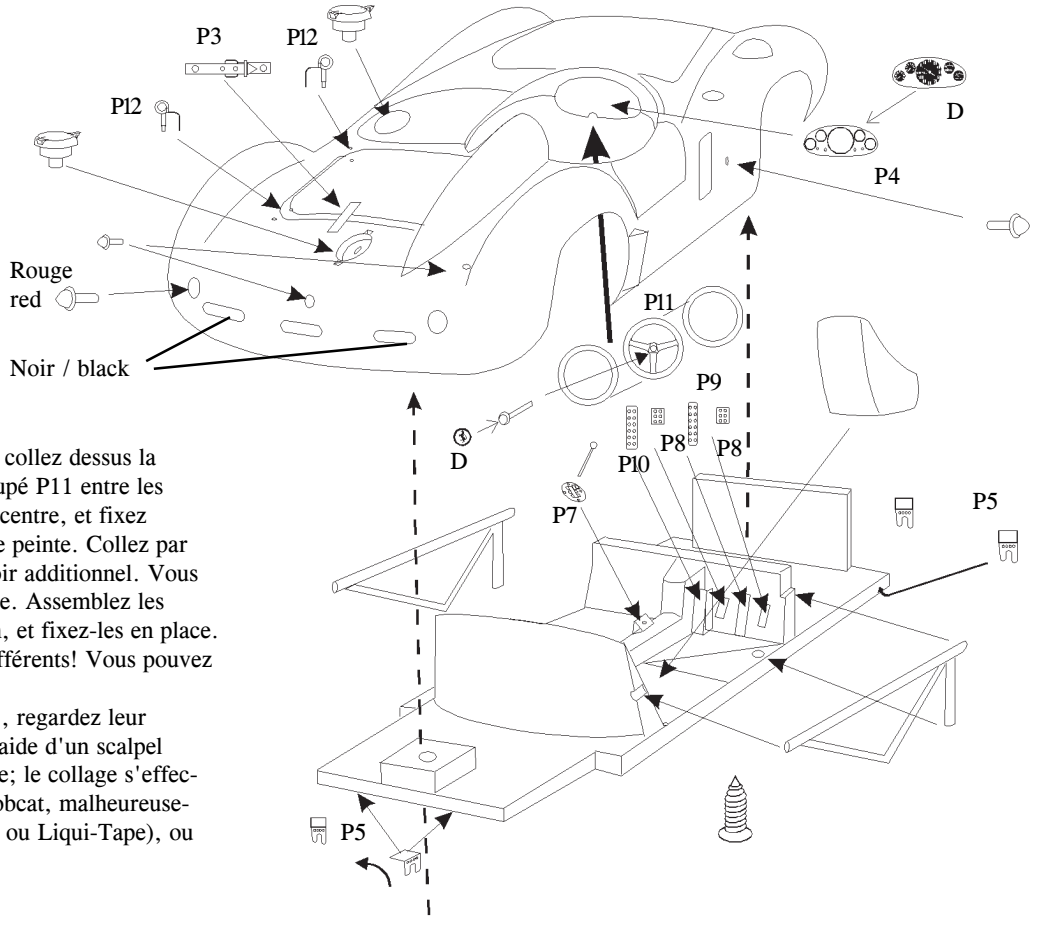 P3
P12
P12
D
P4
Rouge
red
Noir / black
P11
P9
D
P10
P8
P8
P7
P5
P5
collez dessus la
upé P11 entre les
centre, et fixez
e peinte. Collez par
oir additionnel. Vous
e. Assemblez les
, et fixez-les en place.
fférents! Vous pouvez
, regardez leur
aide d'un scalpel
e; le collage s'effec-
obcat, malheureuse-
ou Liqui-Tape), ou